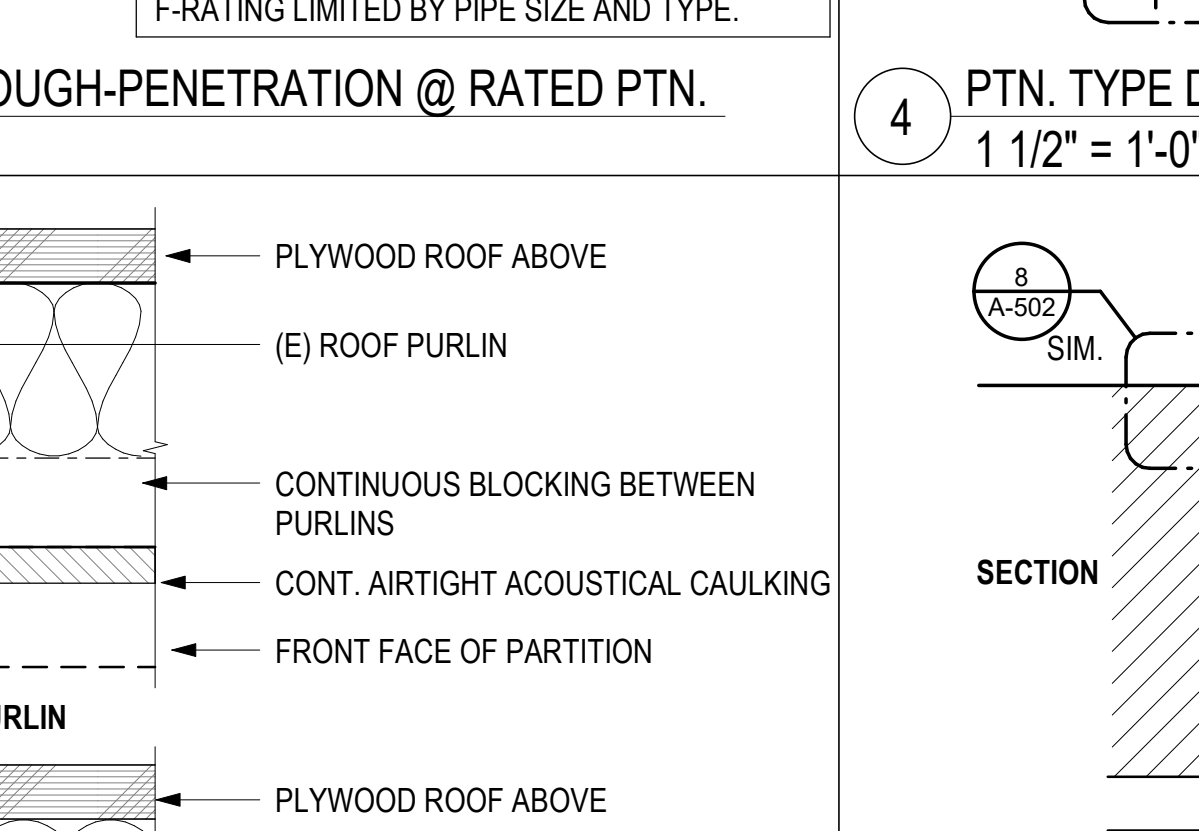 F-RATING LIMITED BY PIPE SIZE AND TYPE.
OUGH-PENETRATION @ RATED PTN.
4
PTN. TYPE D
1 1/2" = 1'-0"
PLYWOOD ROOF ABOVE
(E) ROOF PURLIN
CONTINUOUS BLOCKING BETWEEN
PURLINS
CONT. AIRTIGHT ACOUSTICAL CAULKING
FRONT FACE OF PARTITION
URLIN
PLYWOOD ROOF ABOVE
8
A-502
SIM.
SECTION